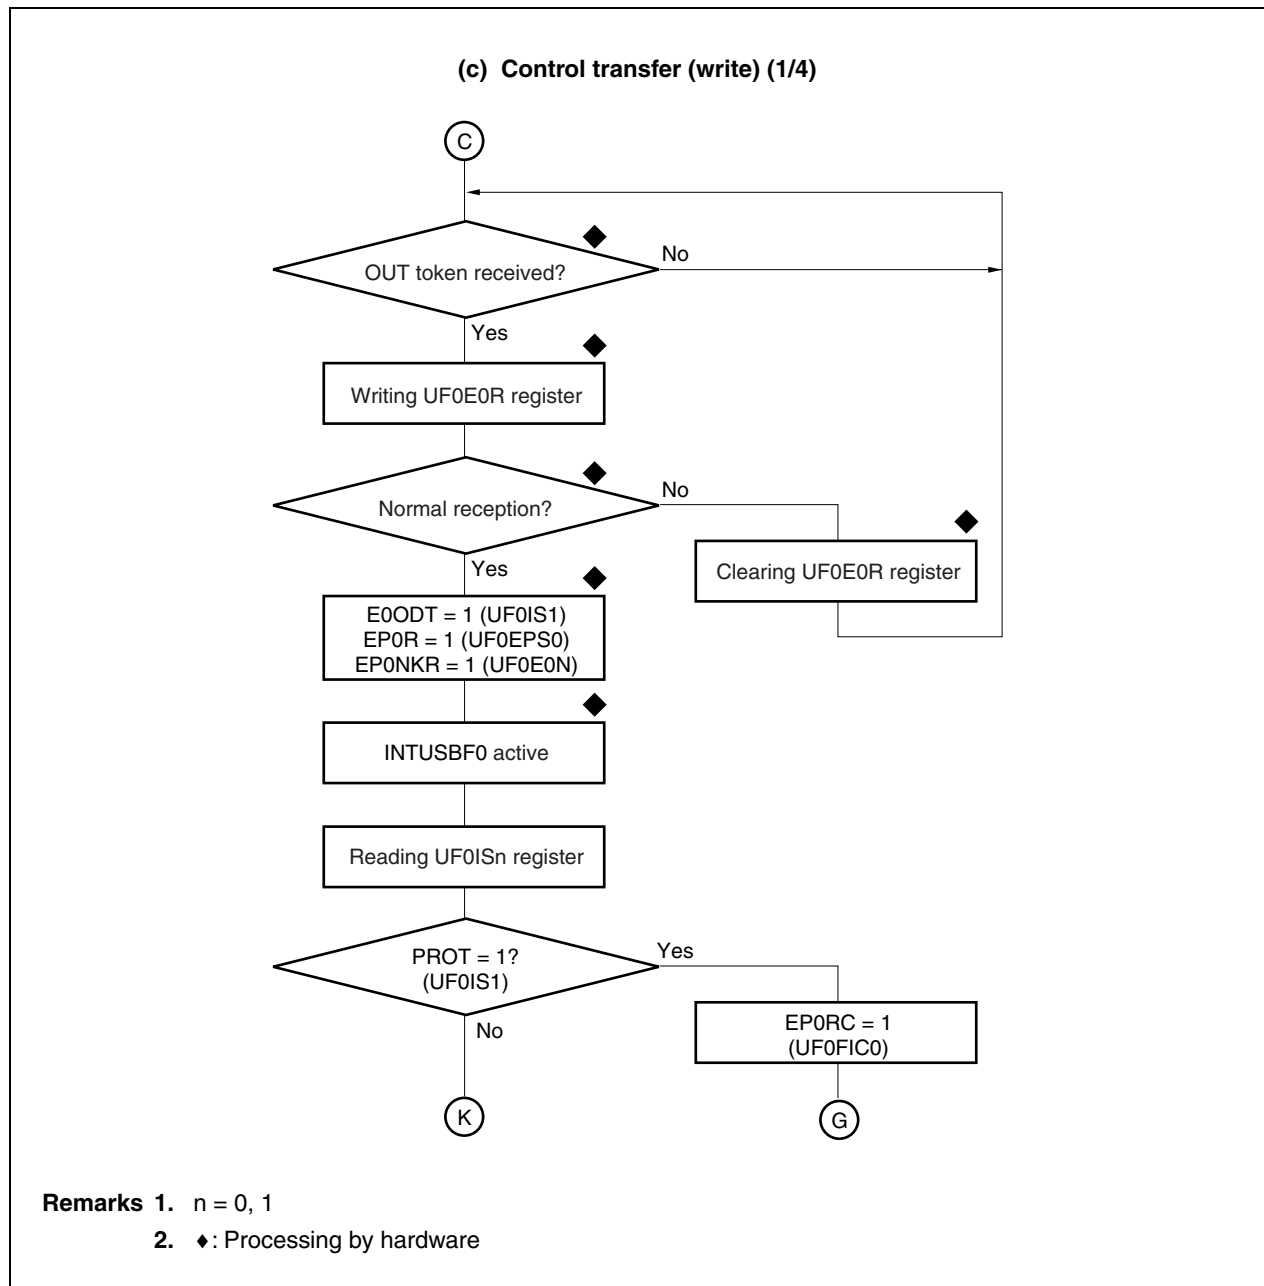 (c) Control transfer (write) (1/4)
C
OUT token received?
No
Yes
Writing UF0E0R register
Normal reception?
No
Yes
Clearing UF0E0R register
E0ODT = 1 (UF0IS1)
EP0R = 1 (UF0EPS0)
EP0NKR = 1 (UF0E0N)
INTUSBF0 active
Reading UF0ISn register
PROT = 1?
(UF0IS1)
Yes
No
EP0RC = 1
(UF0FIC0)
K
G
Remarks 1. n = 0, 1
2. ♦: Processing by hardware